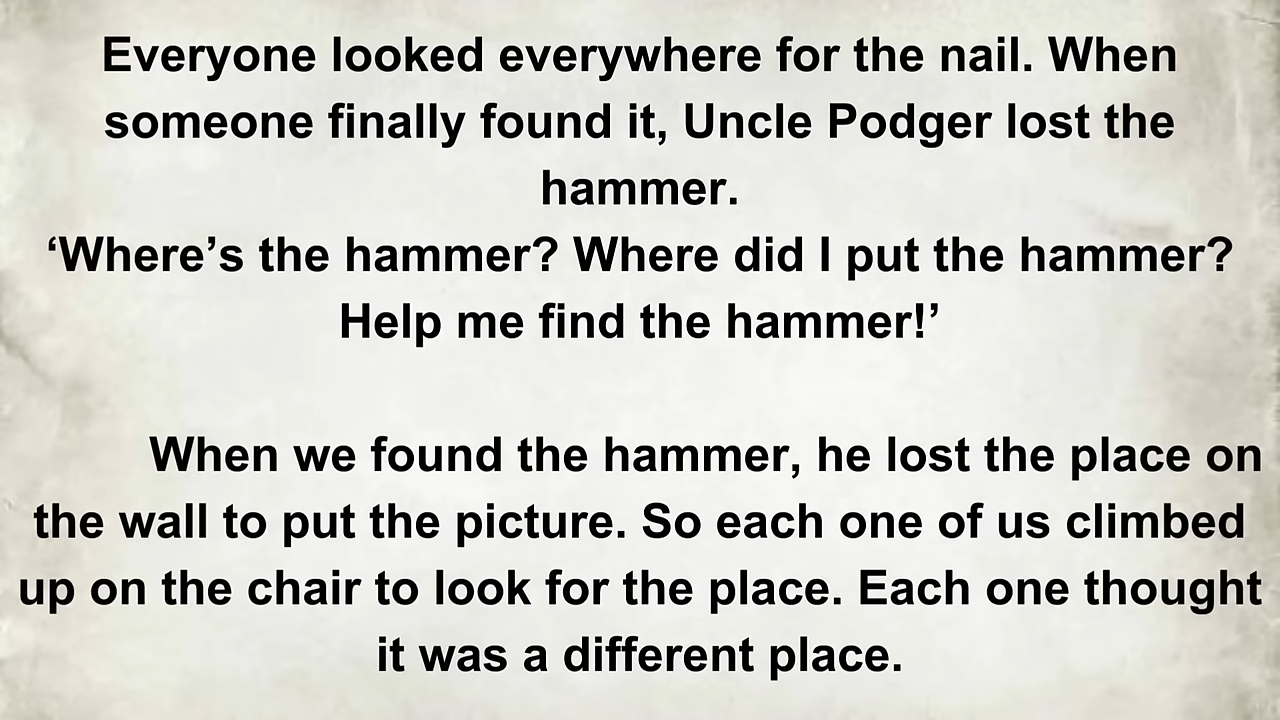 Everyone looked everywhere for the nail. When
someone finally found it, Uncle Podger lost the
hammer.
‘Where’s the hammer? Where did I put the hammer?
Help me find the hammer!’
When we found the hammer, he lost the place on
the wall to put the picture. So each one of us climbed
up on the chair to look for the place. Each one thought
it was a different place.